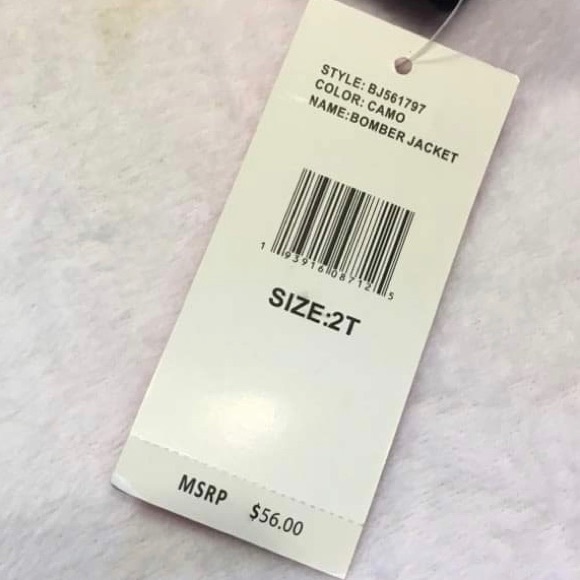 STYLE: BJ561797
COLOR: CAMO
NAME:BOMBER JACKET
1 93916 08712 5
SIZE:2T
MSRP $56.00